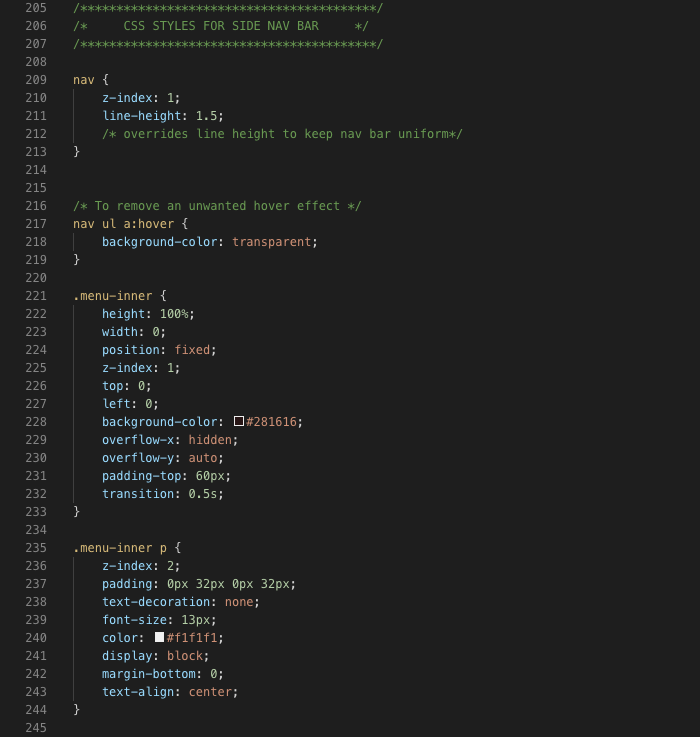 205 /*****************************************/
206 /*     CSS STYLES FOR SIDE NAV BAR     */
207 /*****************************************/
208
209 nav {
210     z-index: 1;
211     line-height: 1.5;
212     /* overrides line height to keep nav bar uniform*/
213 }
214
215
216 /* To remove an unwanted hover effect */
217 nav ul a:hover {
218     background-color: transparent;
219 }
220
221 .menu-inner {
222     height: 100%;
223     width: 0;
224     position: fixed;
225     z-index: 1;
226     top: 0;
227     left: 0;
228     background-color: #281616;
229     overflow-x: hidden;
230     overflow-y: auto;
231     padding-top: 60px;
232     transition: 0.5s;
233 }
234
235 .menu-inner p {
236     z-index: 2;
237     padding: 0px 32px 0px 32px;
238     text-decoration: none;
239     font-size: 13px;
240     color: #f1f1f1;
241     display: block;
242     margin-bottom: 0;
243     text-align: center;
244 }
245